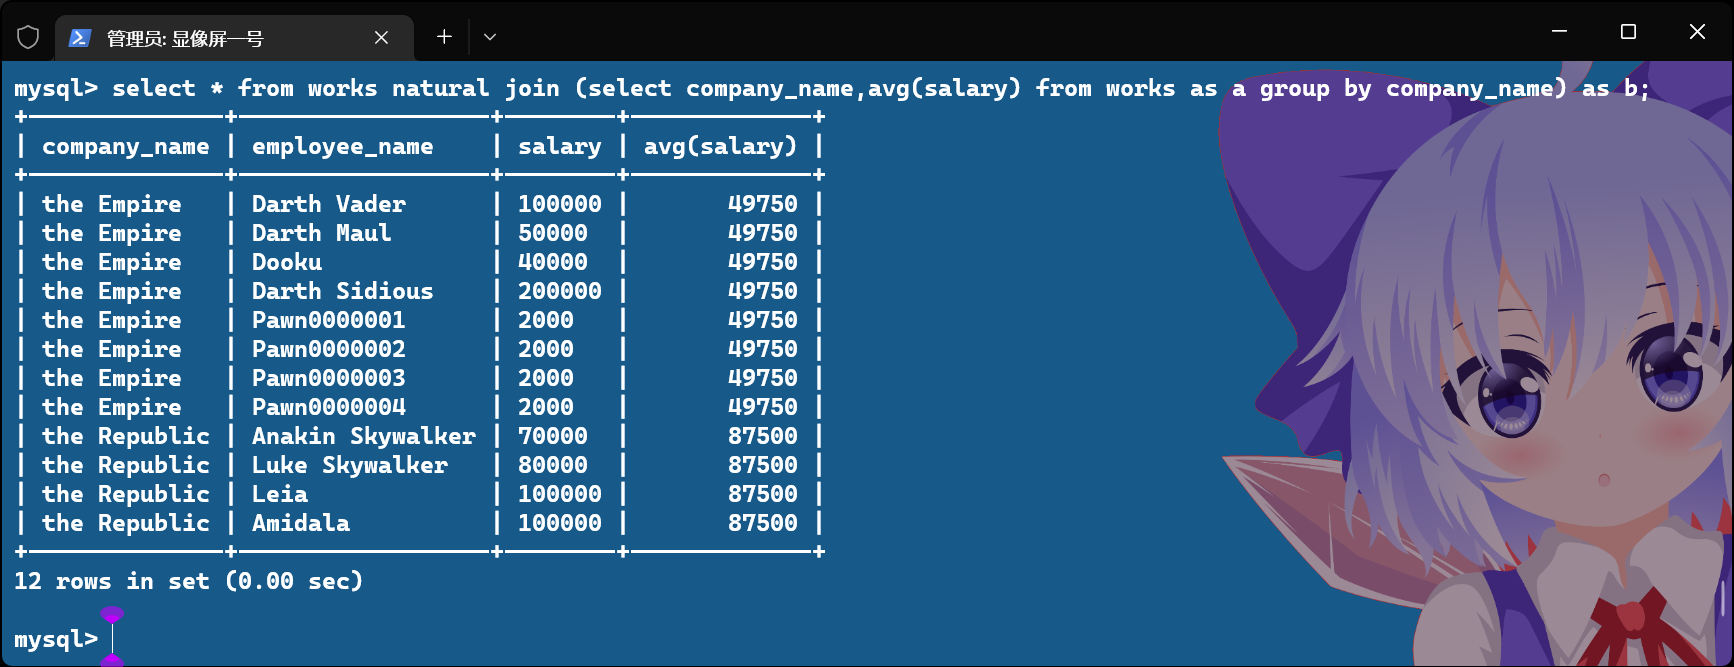 管理员: 显像屏一号
mysql> select * from works natural join (select company_name,avg(salary) from works as a group by company_name) as b;
+--------------+------------------+--------+-------------+
| company_name | employee_name    | salary | avg(salary) |
+--------------+------------------+--------+-------------+
| the Empire   | Darth Vader      | 100000 |       49750 |
| the Empire   | Darth Maul       | 50000  |       49750 |
| the Empire   | Dooku            | 40000  |       49750 |
| the Empire   | Darth Sidious    | 200000 |       49750 |
| the Empire   | Pawn0000001      | 2000   |       49750 |
| the Empire   | Pawn0000002      | 2000   |       49750 |
| the Empire   | Pawn0000003      | 2000   |       49750 |
| the Empire   | Pawn0000004      | 2000   |       49750 |
| the Republic | Anakin Skywalker | 70000  |       87500 |
| the Republic | Luke Skywalker   | 80000  |       87500 |
| the Republic | Leia             | 100000 |       87500 |
| the Republic | Amidala          | 100000 |       87500 |
+--------------+------------------+--------+-------------+
12 rows in set (0.00 sec)
mysql>